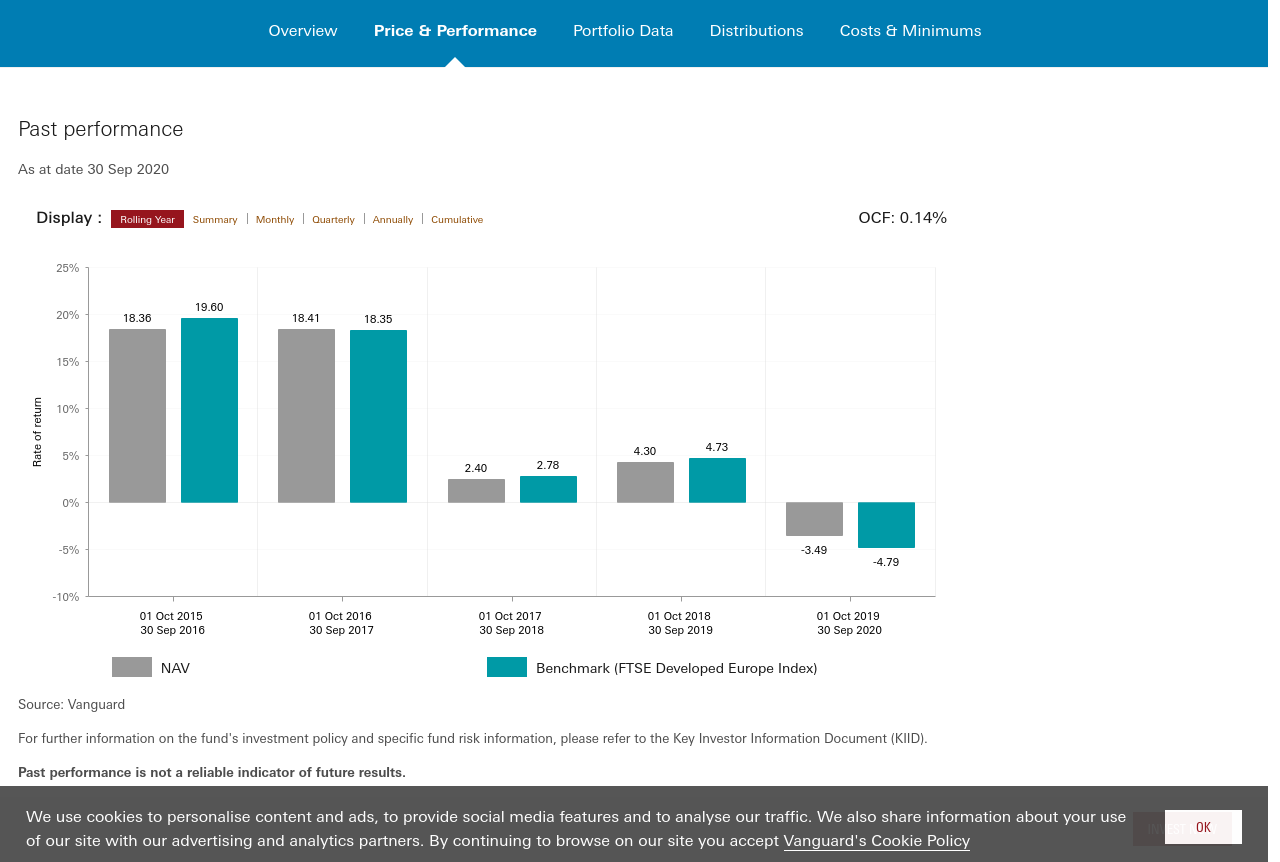 Overview Price & Performance Portfolio Data Distributions Costs & Minimums
Past performance
As at date 30 Sep 2020
Display : Rolling Year Summary Monthly Quarterly Annually Cumulative OCF: 0.14%
25%
20%
15%
10%
5%
0%
-5%
-10%
Rate of return
18.36 19.60 18.41 18.35 2.40 2.78 4.30 4.73 -3.49 -4.79
01 Oct 2015 01 Oct 2016 01 Oct 2017 01 Oct 2018 01 Oct 2019
30 Sep 2016 30 Sep 2017 30 Sep 2018 30 Sep 2019 30 Sep 2020
NAV Benchmark (FTSE Developed Europe Index)
Source: Vanguard
For further information on the fund's investment policy and specific fund risk information, please refer to the Key Investor Information Document (KIID).
Past performance is not a reliable indicator of future results.
We use cookies to personalise content and ads, to provide social media features and to analyse our traffic. We also share information about your use
of our site with our advertising and analytics partners. By continuing to browse on our site you accept Vanguard's Cookie Policy
OK